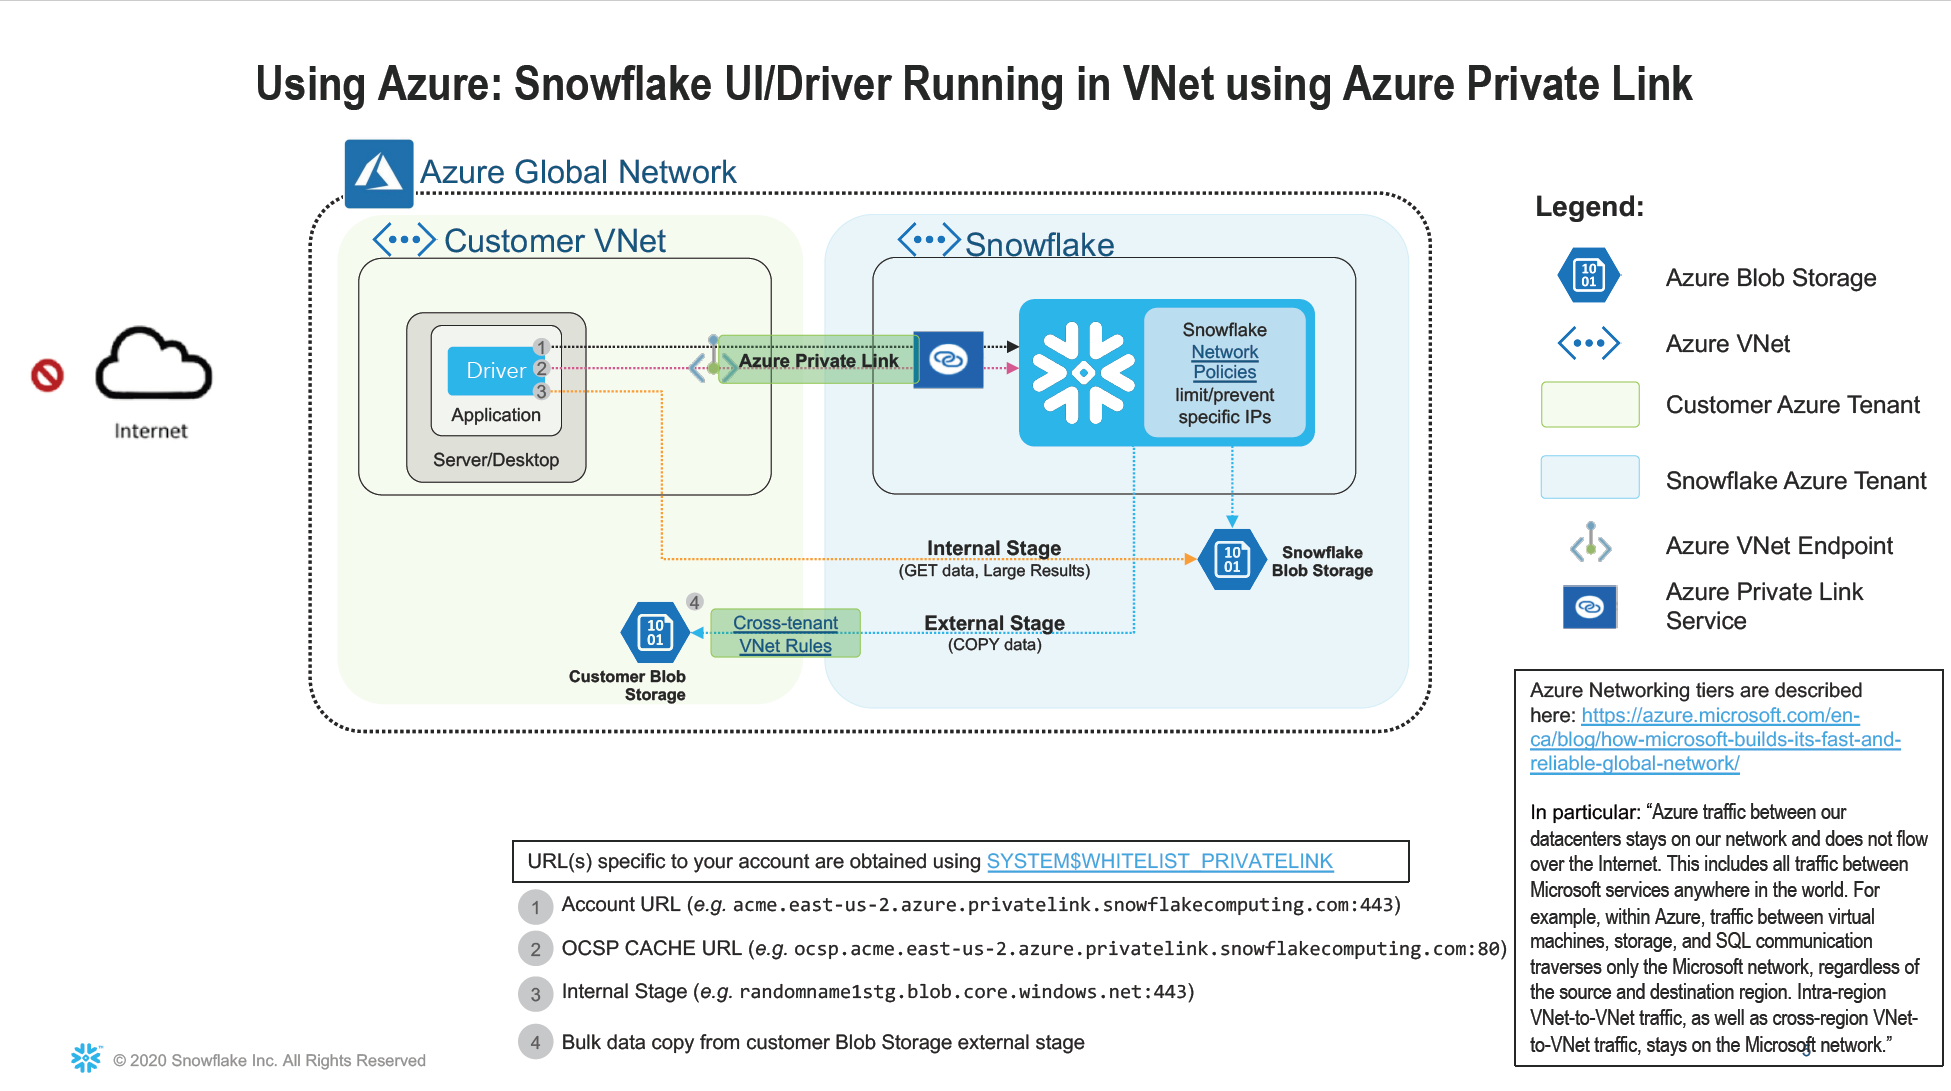 Using Azure: Snowflake UI/Driver Running in VNet using Azure Private Link
Azure Global Network
Customer VNet
Snowflake
Internet
Driver
1
2
3
Application
Server/Desktop
Azure Private Link
Snowflake
Network
Policies
limit/prevent
specific IPs
Internal Stage
(GET data, Large Results)
10
01
Snowflake
Blob Storage
External Stage
(COPY data)
Cross-tenant
VNet Rules
4
10
01
Customer Blob
Storage
Legend:
10
01
Azure Blob Storage
Azure VNet
Customer Azure Tenant
Snowflake Azure Tenant
Azure VNet Endpoint
Azure Private Link
Service
Azure Networking tiers are described
here: https://azure.microsoft.com/en-
ca/blog/how-microsoft-builds-its-fast-and-
reliable-global-network/
In particular: “Azure traffic between our
datacenters stays on our network and does not flow
over the Internet. This includes all traffic between
Microsoft services anywhere in the world. For
example, within Azure, traffic between virtual
machines, storage, and SQL communication
traverses only the Microsoft network, regardless of
the source and destination region. Intra-region
VNet-to-VNet traffic, as well as cross-region VNet-
to-VNet traffic, stays on the Microsoft network.”
URL(s) specific to your account are obtained using SYSTEM$WHITELIST_PRIVATELINK
1 Account URL (e.g. acme.east-us-2.azure.privatelink.snowflakecomputing.com:443)
2 OCSP CACHE URL (e.g. ocsp.acme.east-us-2.azure.privatelink.snowflakecomputing.com:80)
3 Internal Stage (e.g. randomname1stg.blob.core.windows.net:443)
4 Bulk data copy from customer Blob Storage external stage
© 2020 Snowflake Inc. All Rights Reserved
5